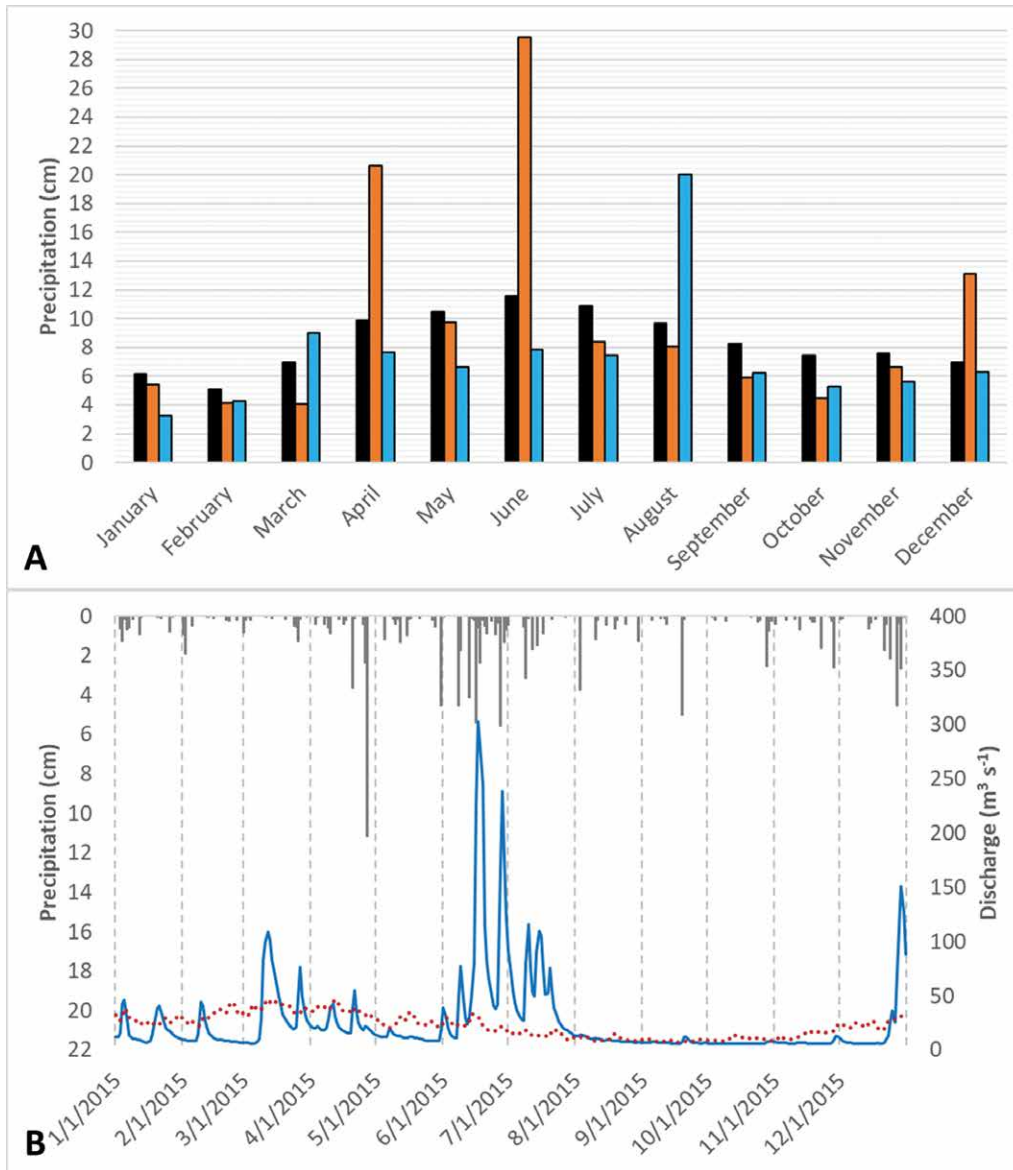 30
28
26
24
22
20
18
16
14
12
10
8
6
4
2
0
Precipitation (cm)
January
February
March
April
May
June
July
August
September
October
November
December
A
0
2
4
6
8
10
12
14
16
18
20
22
Precipitation (cm)
400
350
300
250
200
150
100
50
0
Discharge (m³ s⁻¹)
1/1/2015
2/1/2015
3/1/2015
4/1/2015
5/1/2015
6/1/2015
7/1/2015
8/1/2015
9/1/2015
10/1/2015
11/1/2015
12/1/2015
B